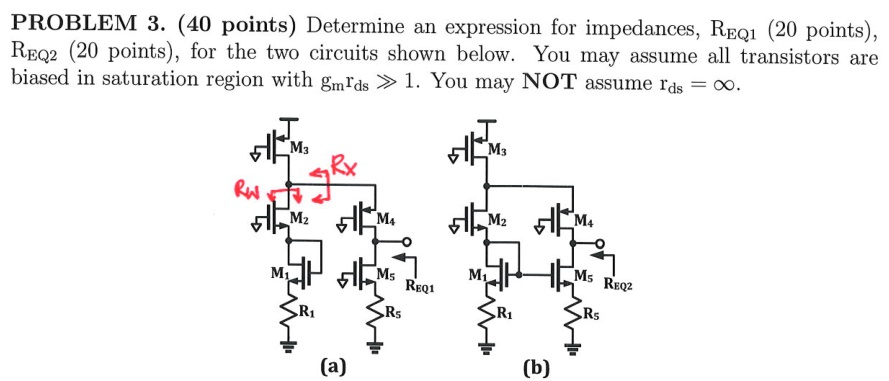 PROBLEM 3. (40 points) Determine an expression for impedances, REQ1 (20 points),
REQ2 (20 points), for the two circuits shown below. You may assume all transistors are
biased in saturation region with gmrds ≫ 1. You may NOT assume rds = ∞.
M3
Rx
Rw
M2
M4
M1
M5
REQ1
R1
R5
(a)
M3
M2
M4
M1
M5
REQ2
R1
R5
(b)